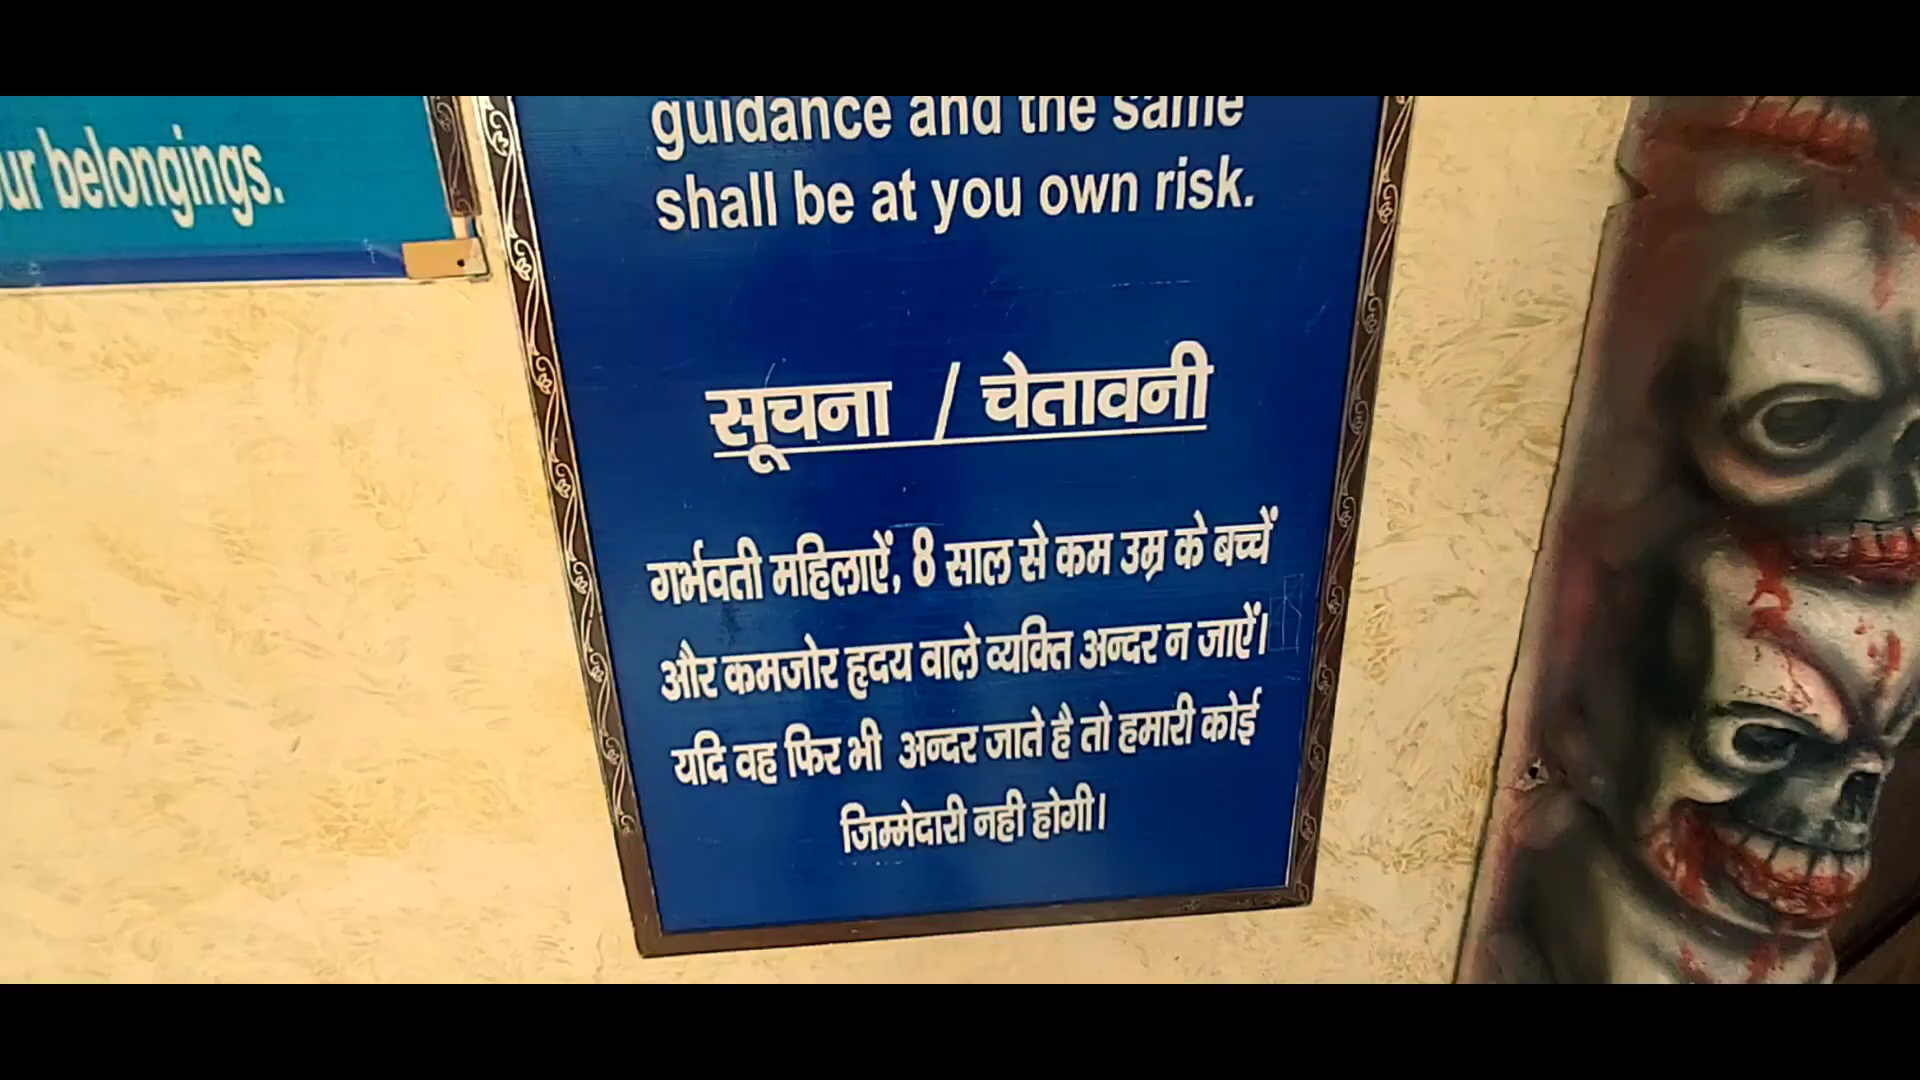 ur belongings.
guidance and the same
shall be at you own risk.
सूचना / चेतावनी
गर्भवती महिलाऐं, 8 साल से कम उम्र के बच्चें
और कमजोर हृदय वाले व्यक्ति अन्दर न जाऐं।
यदि वह फिर भी अन्दर जाते है तो हमारी कोई
जिम्मेदारी नही होगी।